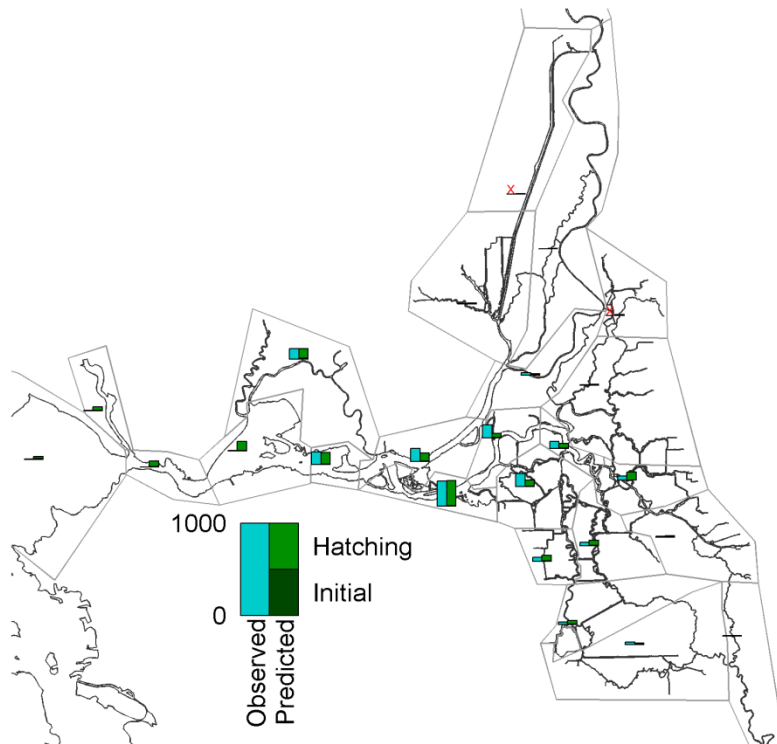 X
X
1000
0
Hatching
Initial
Observed
Predicted